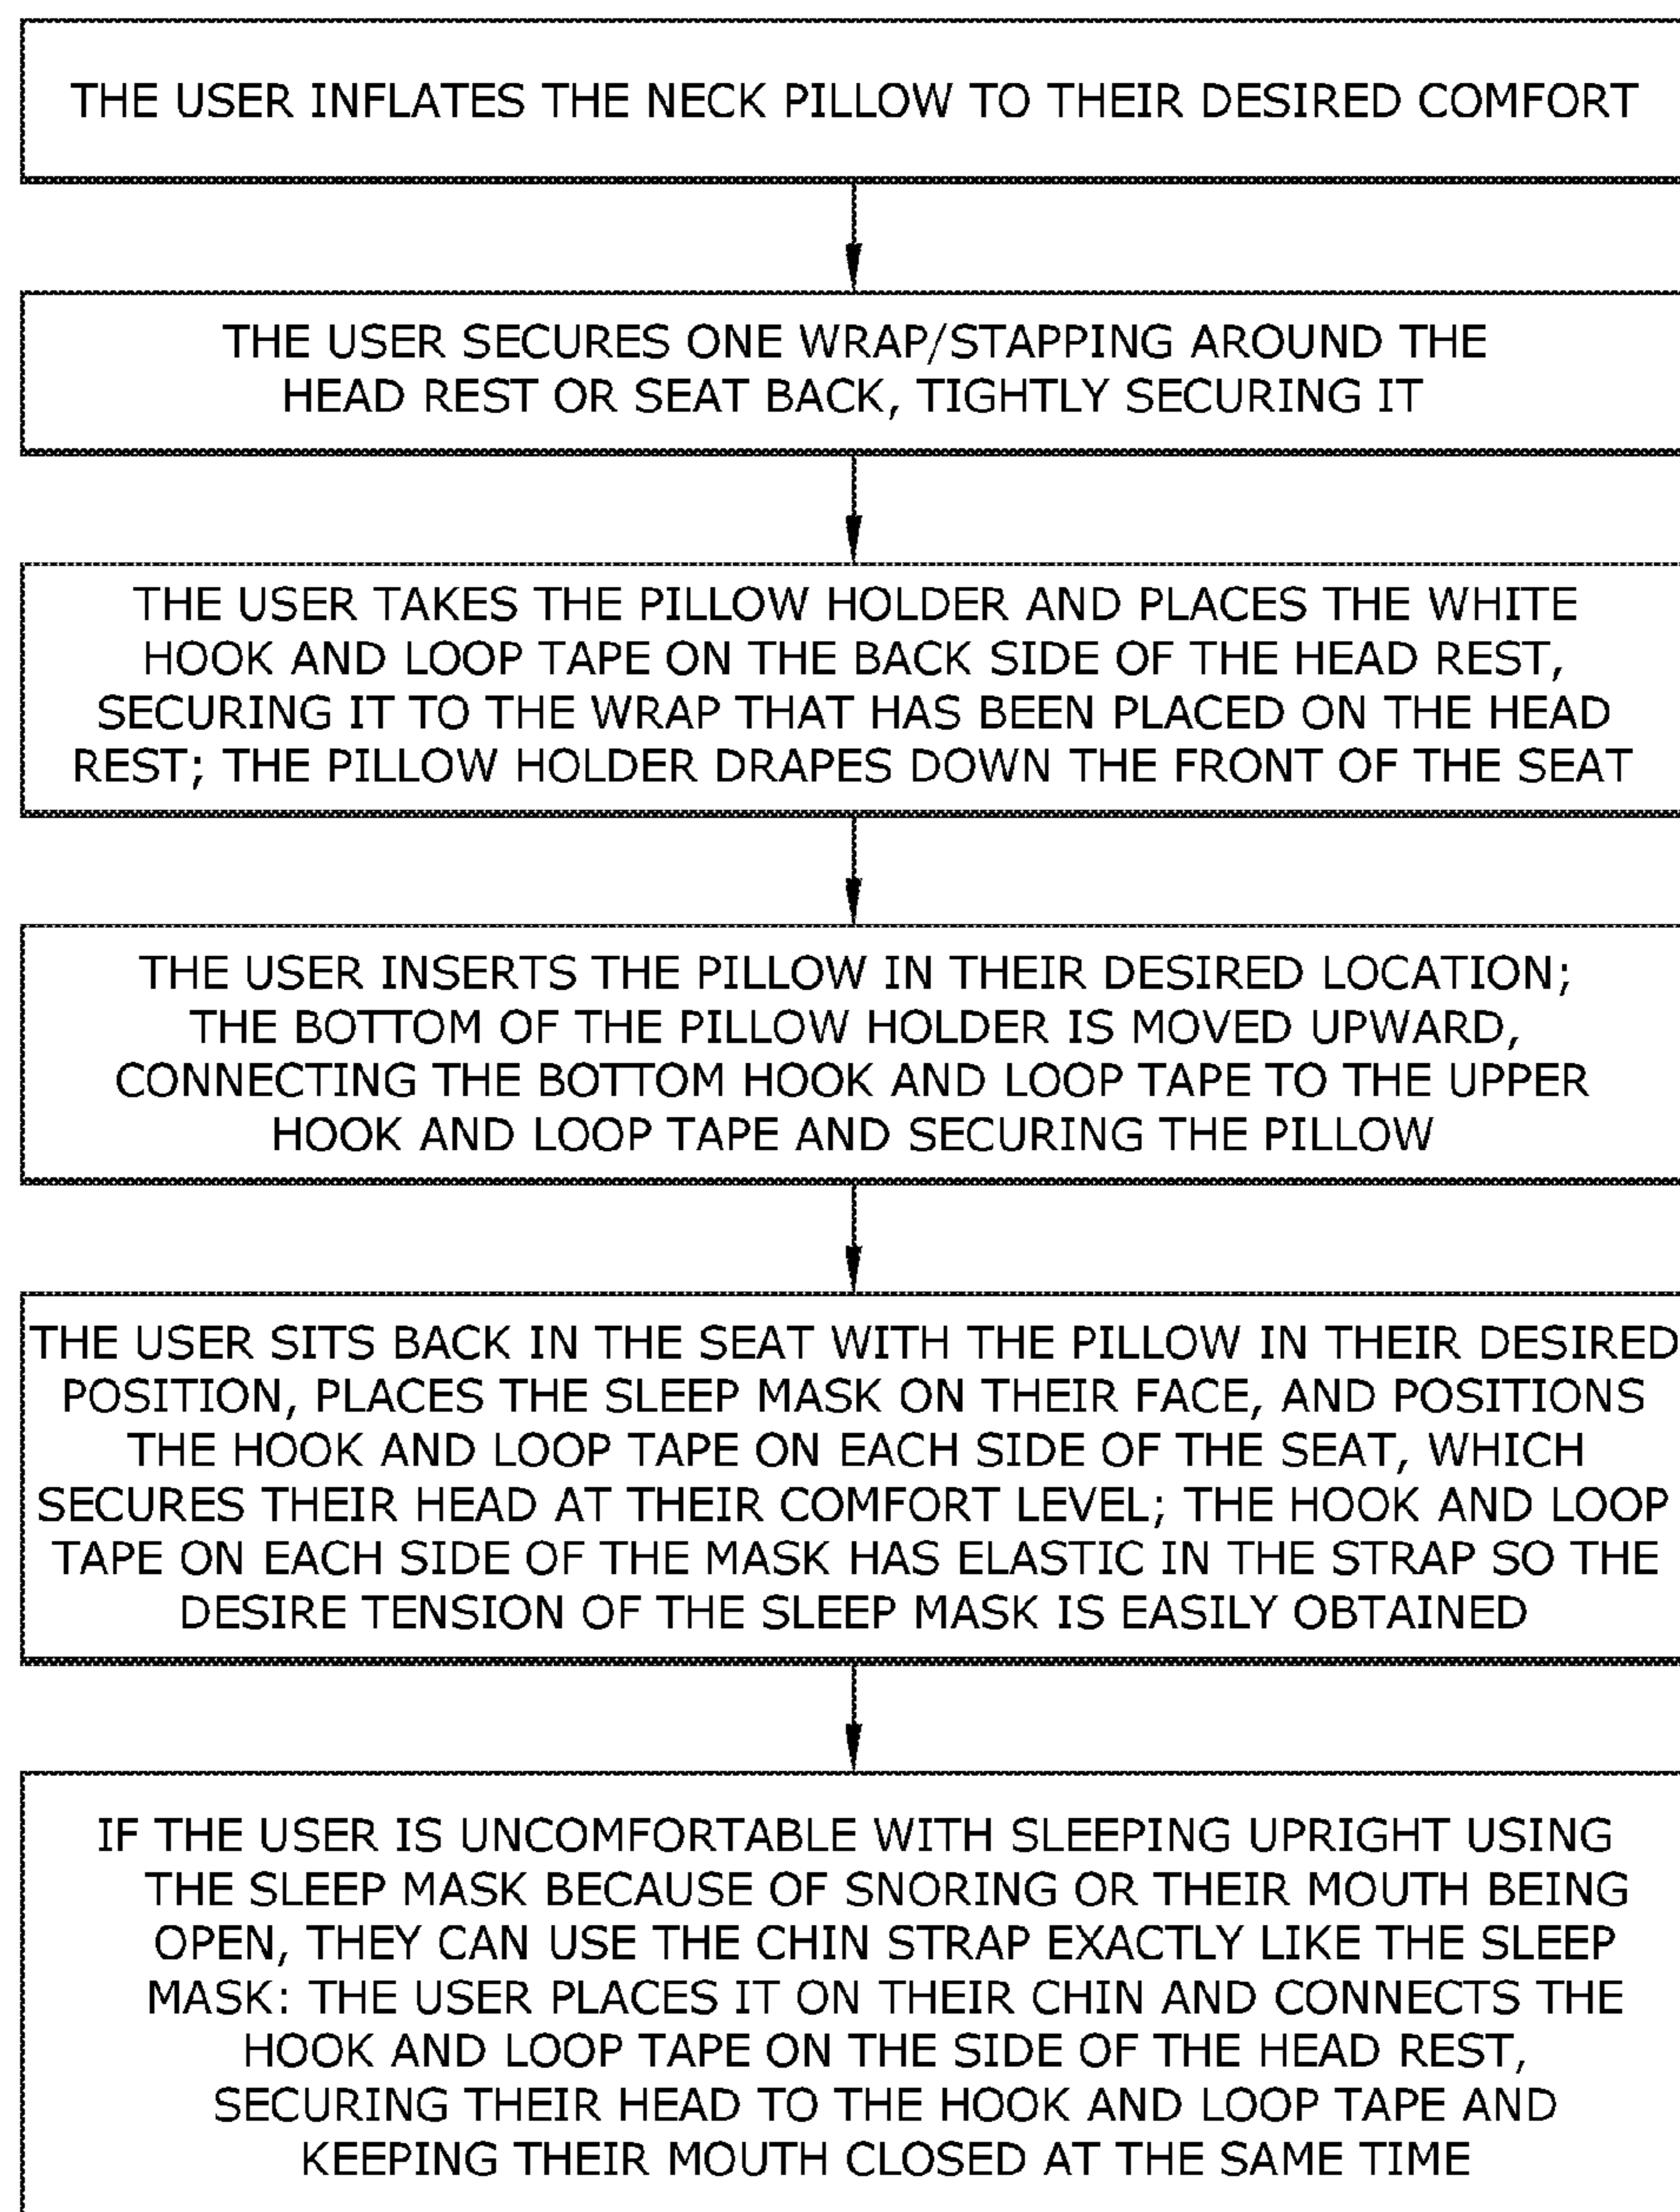 THE USER INFLATES THE NECK PILLOW TO THEIR DESIRED COMFORT
THE USER SECURES ONE WRAP/STAPPING AROUND THE
HEAD REST OR SEAT BACK, TIGHTLY SECURING IT
THE USER TAKES THE PILLOW HOLDER AND PLACES THE WHITE
HOOK AND LOOP TAPE ON THE BACK SIDE OF THE HEAD REST,
SECURING IT TO THE WRAP THAT HAS BEEN PLACED ON THE HEAD
REST; THE PILLOW HOLDER DRAPES DOWN THE FRONT OF THE SEAT
THE USER INSERTS THE PILLOW IN THEIR DESIRED LOCATION;
THE BOTTOM OF THE PILLOW HOLDER IS MOVED UPWARD,
CONNECTING THE BOTTOM HOOK AND LOOP TAPE TO THE UPPER
HOOK AND LOOP TAPE AND SECURING THE PILLOW
THE USER SITS BACK IN THE SEAT WITH THE PILLOW IN THEIR DESIRED
POSITION, PLACES THE SLEEP MASK ON THEIR FACE, AND POSITIONS
THE HOOK AND LOOP TAPE ON EACH SIDE OF THE SEAT, WHICH
SECURES THEIR HEAD AT THEIR COMFORT LEVEL; THE HOOK AND LOOP
TAPE ON EACH SIDE OF THE MASK HAS ELASTIC IN THE STRAP SO THE
DESIRE TENSION OF THE SLEEP MASK IS EASILY OBTAINED
IF THE USER IS UNCOMFORTABLE WITH SLEEPING UPRIGHT USING
THE SLEEP MASK BECAUSE OF SNORING OR THEIR MOUTH BEING
OPEN, THEY CAN USE THE CHIN STRAP EXACTLY LIKE THE SLEEP
MASK: THE USER PLACES IT ON THEIR CHIN AND CONNECTS THE
HOOK AND LOOP TAPE ON THE SIDE OF THE HEAD REST,
SECURING THEIR HEAD TO THE HOOK AND LOOP TAPE AND
KEEPING THEIR MOUTH CLOSED AT THE SAME TIME